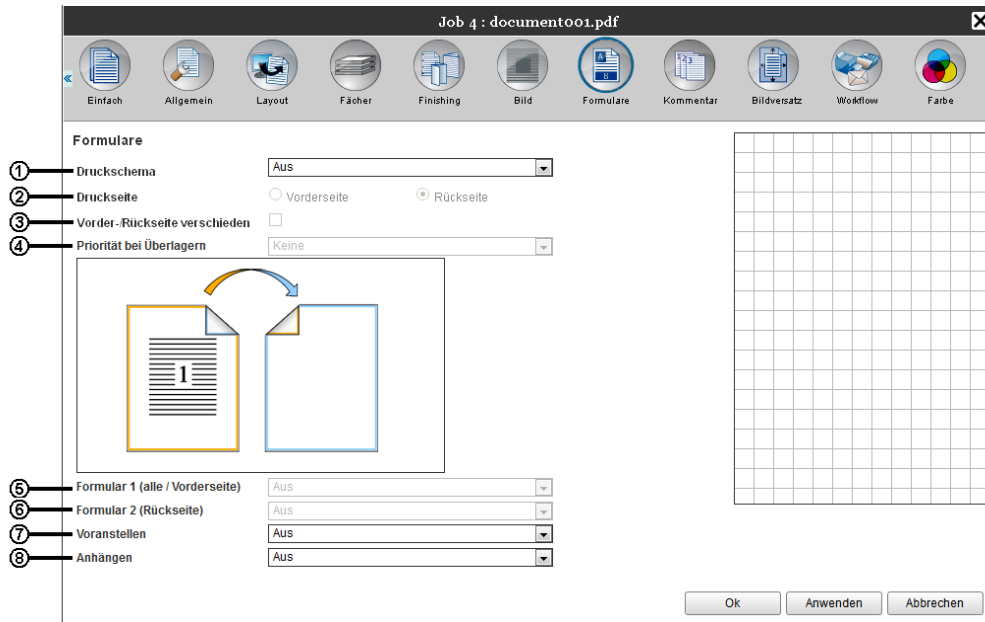 Job 4 : document001.pdf
X
«
Einfach
Allgemein
Layout
Fächer
Finishing
Bild
A
B
Formulare
123
Kommentar
Bildversatz
Workflow
Farbe
Formulare
1 Druckschema Aus
2 Druckseite Vorderseite Rückseite
3 Vorder-/Rückseite verschieden
4 Priorität bei Überlagern Keine
1
5 Formular 1 (alle / Vorderseite) Aus
6 Formular 2 (Rückseite) Aus
7 Voranstellen Aus
8 Anhängen Aus
Ok Anwenden Abbrechen